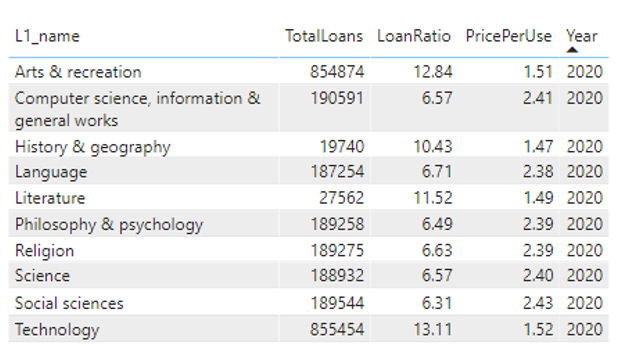 L1_name TotalLoans LoanRatio PricePerUse Year
Arts & recreation 854874 12.84 1.51 2020
Computer science, information & 190591 6.57 2.41 2020
general works
History & geography 19740 10.43 1.47 2020
Language 187254 6.71 2.38 2020
Literature 27562 11.52 1.49 2020
Philosophy & psychology 189258 6.49 2.39 2020
Religion 189275 6.63 2.39 2020
Science 188932 6.57 2.40 2020
Social sciences 189544 6.31 2.43 2020
Technology 855454 13.11 1.52 2020